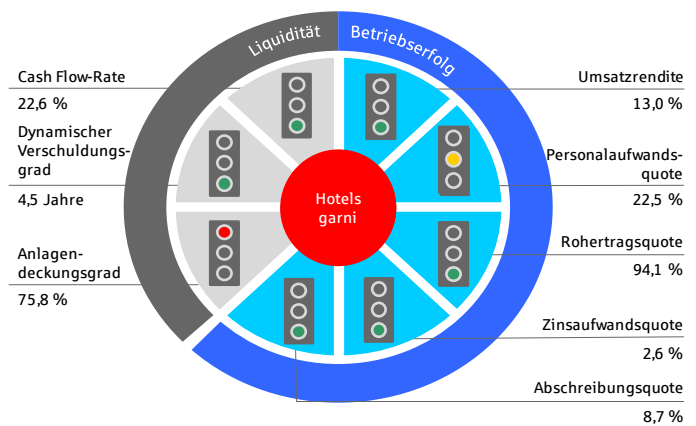 Liquidität
Betriebserfolg
Cash Flow-Rate
22,6 %
Dynamischer
Verschuldungs-
grad
4,5 Jahre
Anlagen-
deckungsgrad
75,8 %
Hotels
garni
Umsatzrendite
13,0 %
Personalaufwands-
quote
22,5 %
Rohertragsquote
94,1 %
Zinsaufwandsquote
2,6 %
Abschreibungsquote
8,7 %